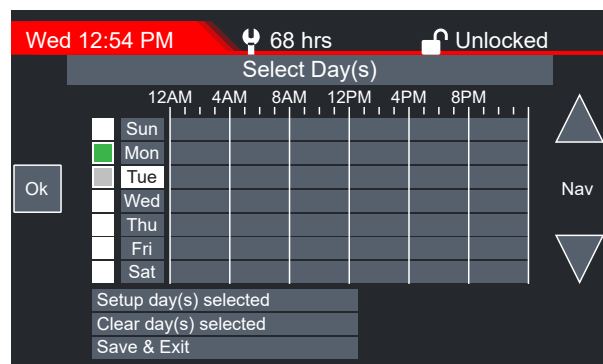 Wed 12:54 PM 68 hrs Unlocked
Select Day(s)
12AM 4AM 8AM 12PM 4PM 8PM
Sun
Mon
Tue
Ok Wed Nav
Thu
Fri
Sat
Setup day(s) selected
Clear day(s) selected
Save & Exit